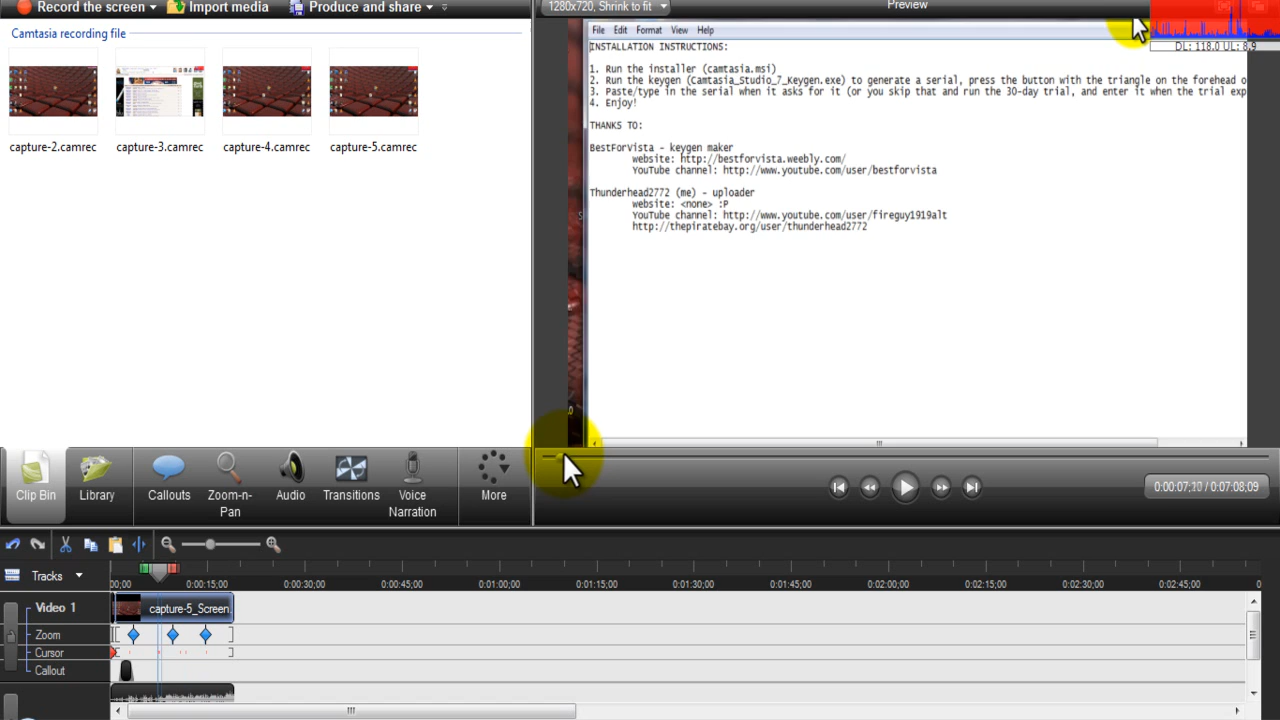 Record the screen
Import media
Produce and share
1280x720, Shrink to fit
Preview
DL: 118.0 UL: 8.9
Camtasia recording file
capture-2.camrec
capture-3.camrec
capture-4.camrec
capture-5.camrec
File Edit Format View Help
INSTALLATION INSTRUCTIONS:
1. Run the installer (camtasia.msi)
2. Run the keygen (Camtasia_Studio_7_Keygen.exe) to generate a serial, press the button with the triangle on the forehead o
3. Paste/type in the serial when it asks for it (or you skip that and run the 30-day trial, and enter it when the trial exp
4. Enjoy!
THANKS TO:
BestForVista - keygen maker
website: http://bestforvista.weebly.com/
YouTube channel: http://www.youtube.com/user/bestforvista
Thunderhead2772 (me) - uploader
website: <none> :P
YouTube channel: http://www.youtube.com/user/fireguy1919alt
http://thepiratebay.org/user/thunderhead2772
Clip Bin
Library
Callouts
Zoom-n-
Pan
Audio
Transitions
Voice
Narration
More
0:00:07;10 / 0:07:08;09
Tracks
00;00 0:00:15;00 0:00:30;00 0:00:45;00 0:01:00;00 0:01:15;00 0:01:30;00 0:01:45;00 0:02:00;00 0:02:15;00 0:02:30;00 0:02:45;00 0
Video 1
capture-5_Screen
Zoom
Cursor
Callout